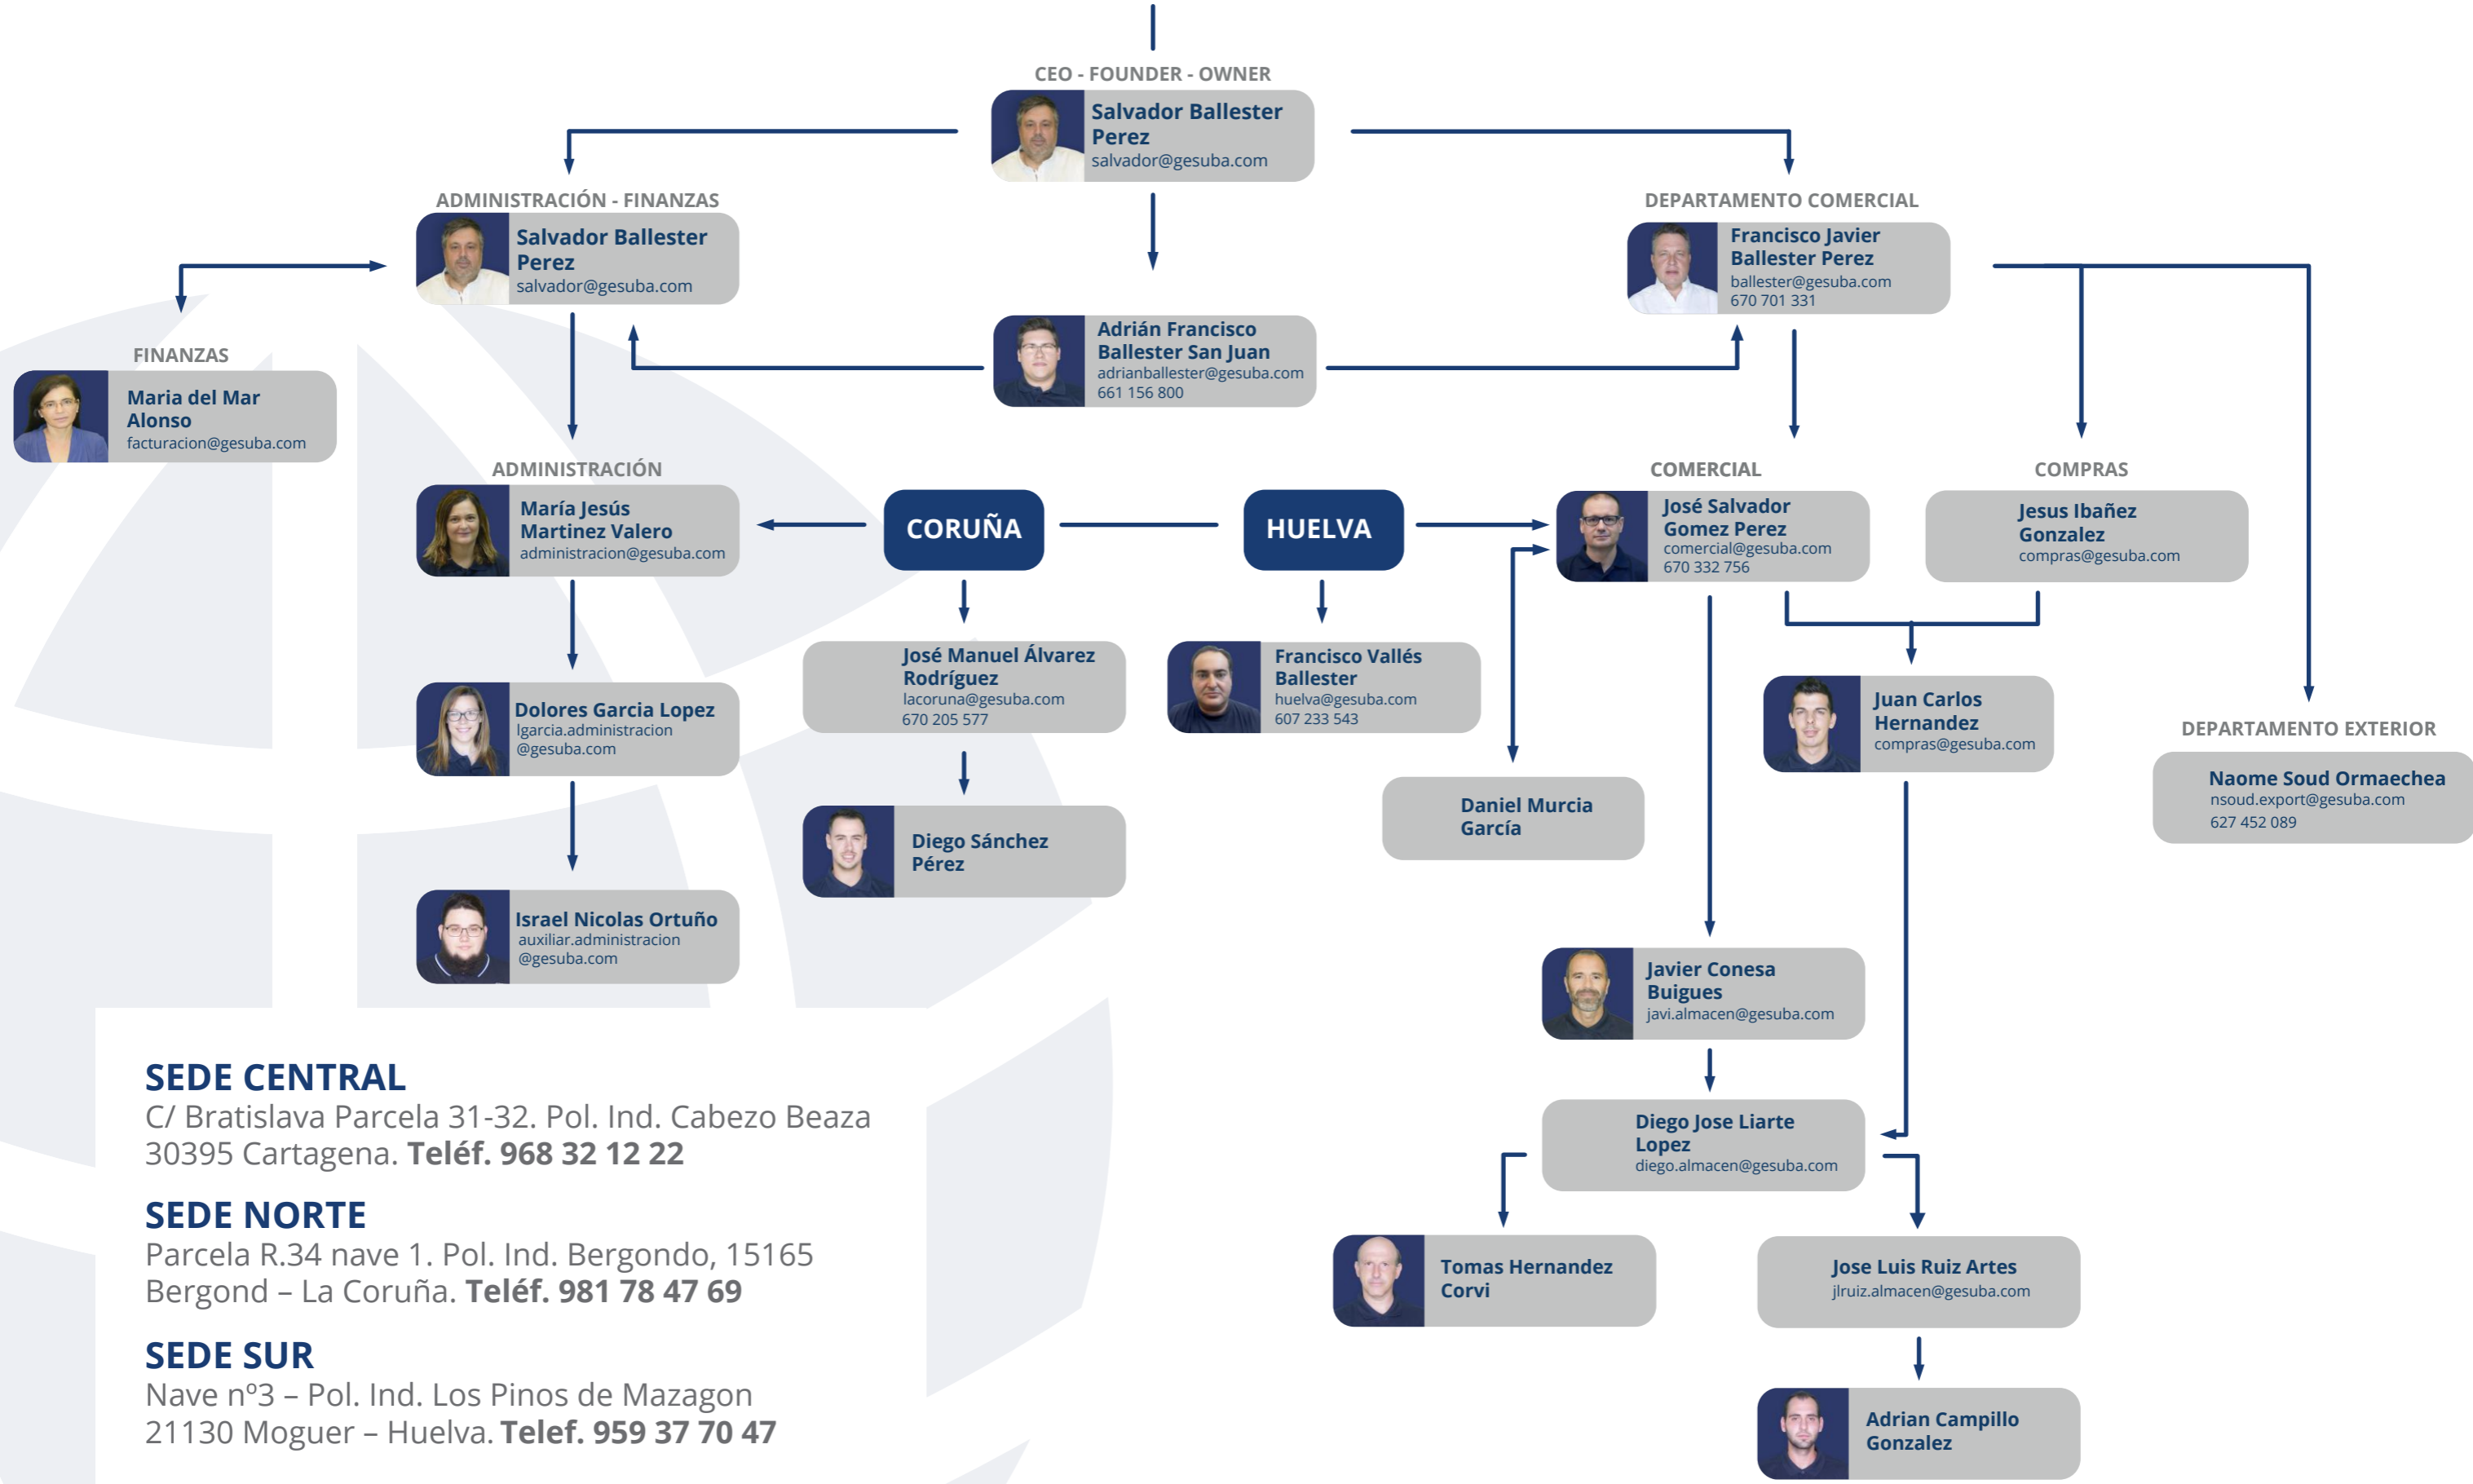 CEO - FOUNDER - OWNER
Salvador Ballester
Perez
salvador@gesuba.com
ADMINISTRACIÓN - FINANZAS
Salvador Ballester
Perez
salvador@gesuba.com
DEPARTAMENTO COMERCIAL
Francisco Javier
Ballester Perez
ballester@gesuba.com
670 701 331
Adrián Francisco
Ballester San Juan
adrianballester@gesuba.com
661 156 800
FINANZAS
Maria del Mar
Alonso
facturacion@gesuba.com
ADMINISTRACIÓN
María Jesús
Martinez Valero
administracion@gesuba.com
CORUÑA
HUELVA
COMERCIAL
José Salvador
Gomez Perez
comercial@gesuba.com
670 332 756
COMPRAS
Jesus Ibañez
Gonzalez
compras@gesuba.com
Dolores Garcia Lopez
lgarcia.administracion
@gesuba.com
José Manuel Álvarez
Rodríguez
lacoruna@gesuba.com
670 205 577
Francisco Vallés
Ballester
huelva@gesuba.com
607 233 543
Juan Carlos
Hernandez
compras@gesuba.com
DEPARTAMENTO EXTERIOR
Naome Soud Ormaechea
nsoud.export@gesuba.com
627 452 089
Daniel Murcia
García
Diego Sánchez
Pérez
Israel Nicolas Ortuño
auxiliar.administracion
@gesuba.com
Javier Conesa
Buigues
javi.almacen@gesuba.com
Diego Jose Liarte
Lopez
diego.almacen@gesuba.com
Tomas Hernandez
Corvi
Jose Luis Ruiz Artes
jlruiz.almacen@gesuba.com
Adrian Campillo
Gonzalez
SEDE CENTRAL
C/ Bratislava Parcela 31-32. Pol. Ind. Cabezo Beaza
30395 Cartagena. Teléf. 968 32 12 22
SEDE NORTE
Parcela R.34 nave 1. Pol. Ind. Bergondo, 15165
Bergond – La Coruña. Teléf. 981 78 47 69
SEDE SUR
Nave nº3 – Pol. Ind. Los Pinos de Mazagon
21130 Moguer – Huelva. Telef. 959 37 70 47